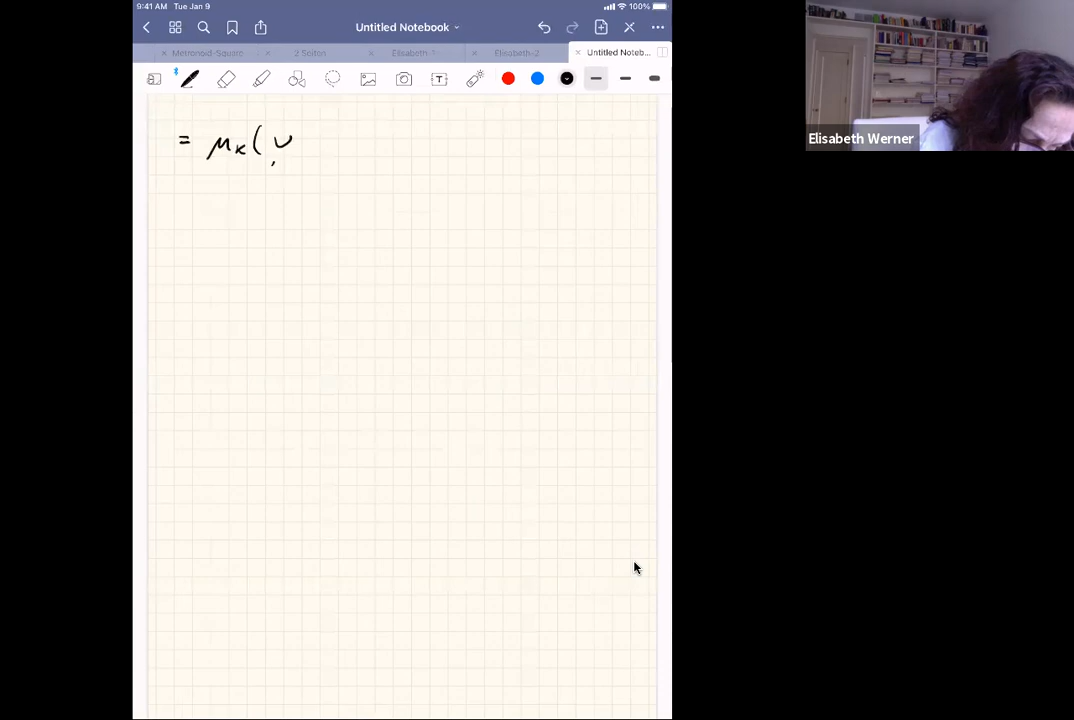 9:41 AM Tue Jan 9
100%
Untitled Notebook
Metronoid-Square
2 Seiten
Elisabeth-1
Elisabeth-2
Untitled Noteb...
T
Elisabeth Werner
= μ_K ( ν